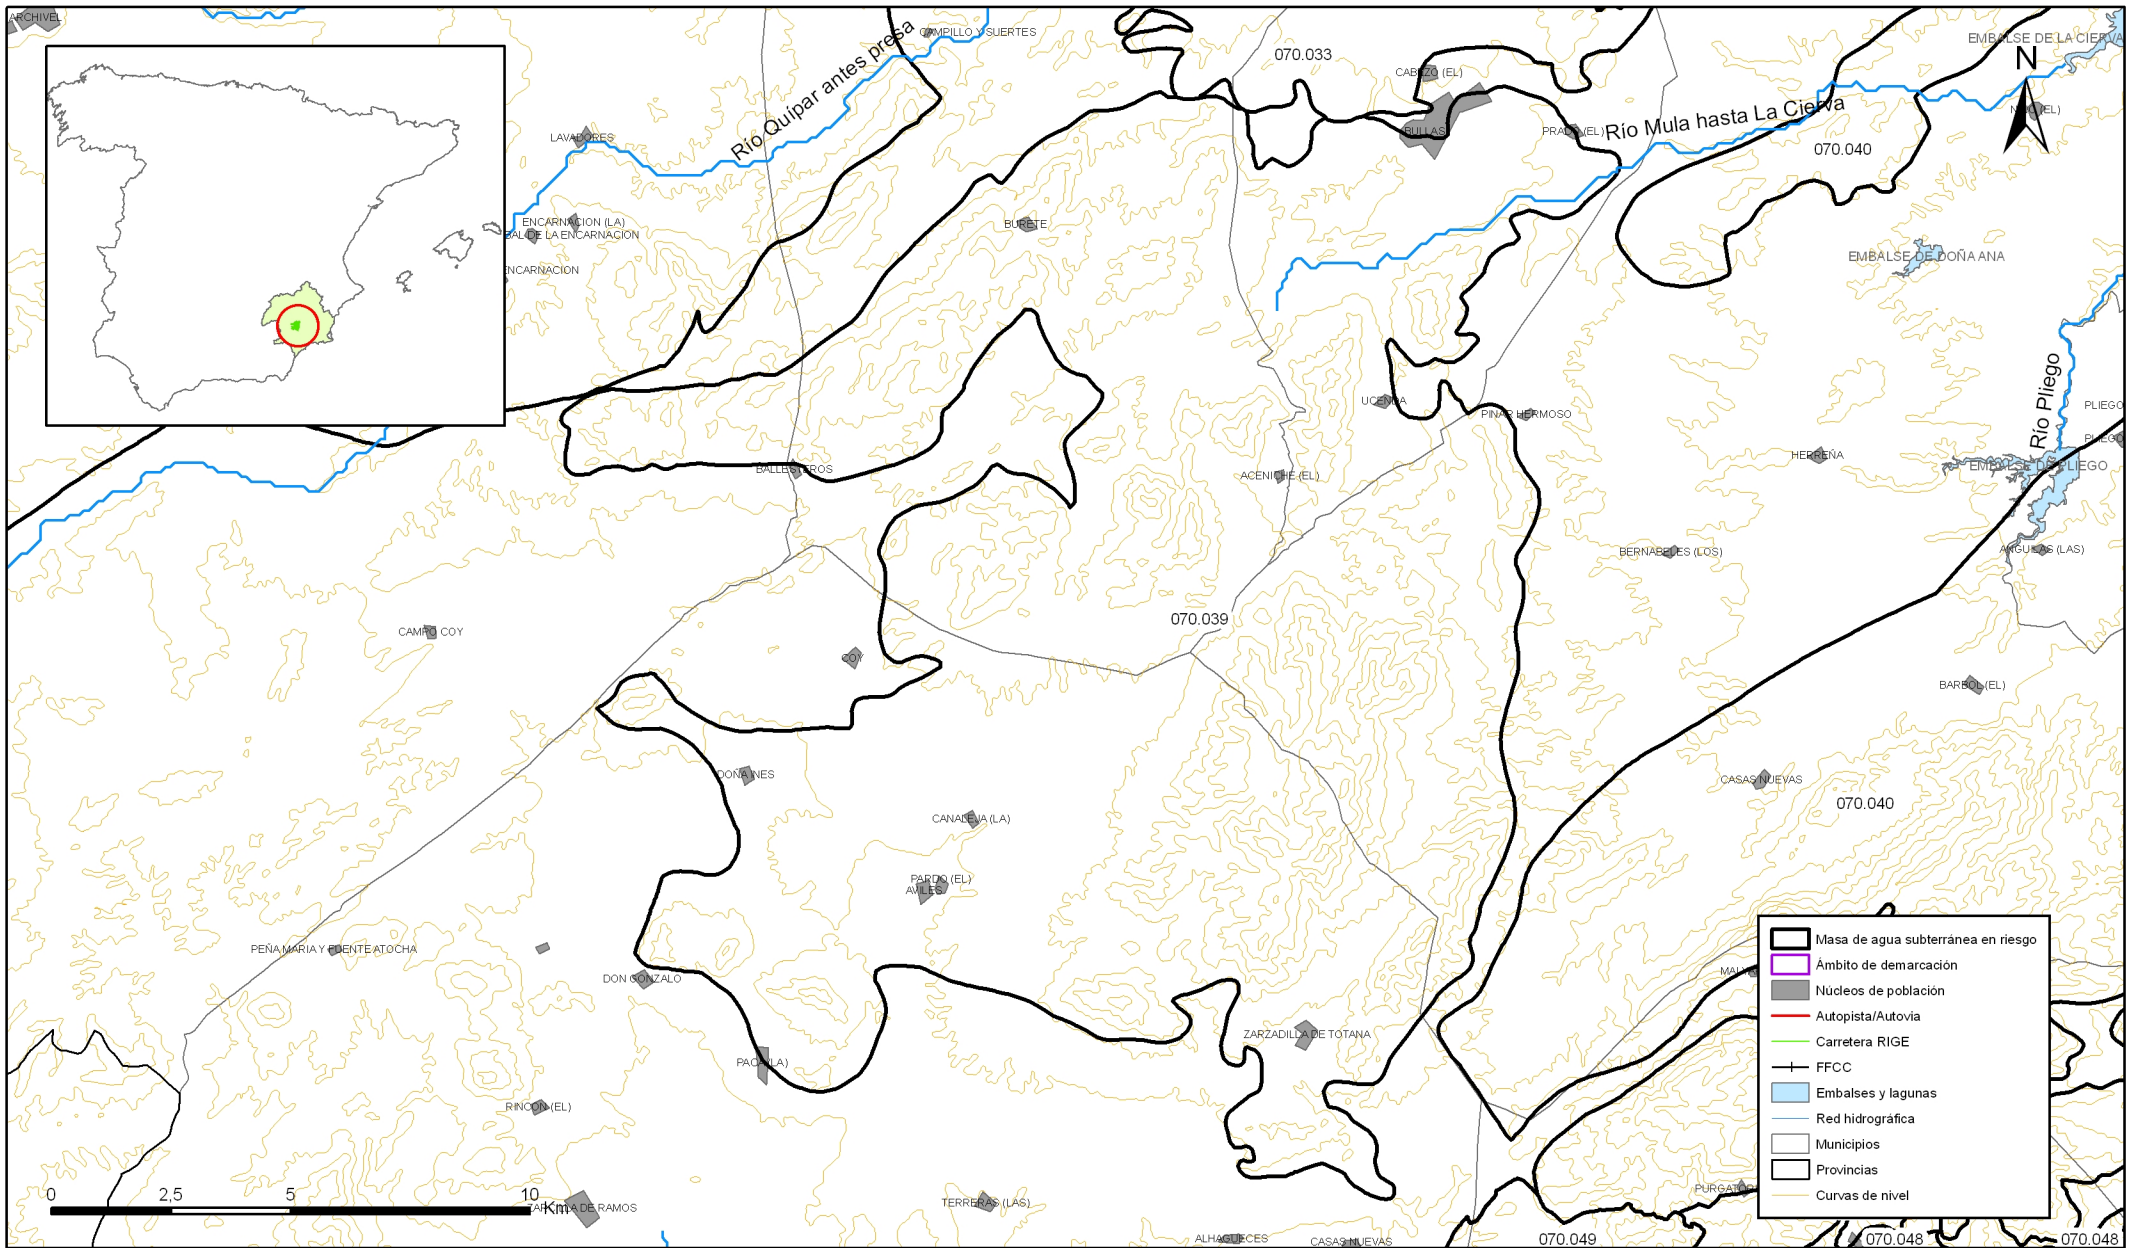 ARCHIVEL
CAMPILLO Y SUERTES
EMBALSE DE LA CIERVA
N
070.033
CABEZO (EL)
Río Quípar antes presa
LAVADORES
BULLAS
PRADO (EL)
Río Mula hasta La Cierva
070.040
ENCARNACION (LA)
BAL DE LA ENCARNACION
BURETE
EMBALSE DE DOÑA ANA
ENCARNACION
Río Pliego
UCENDA
PINAR HERMOSO
PLIEGO
PLIEGO
HERREÑA
EMBALSE DE PLIEGO
BALLESTEROS
ACENICHE (EL)
BERNABELES (LOS)
ANGUILAS (LAS)
070.039
CAMPO COY
COY
BARBOL (EL)
DOÑA INES
CASAS NUEVAS
070.040
CANALEJA (LA)
PARDO (EL)
AVILES
PEÑA MARIA Y FUENTE ATOCHA
DON GONZALO
ZARZADILLA DE TOTANA
PACA (LA)
RINCON (EL)
TERRERAS (LAS)
ALHAGUECES
CASAS NUEVAS
070.049
070.048
070.048
0 2,5 5 10
Km
Masa de agua subterránea en riesgo
Ámbito de demarcación
Núcleos de población
Autopista/Autovia
Carretera RIGE
FFCC
Embalses y lagunas
Red hidrográfica
Municipios
Provincias
Curvas de nivel